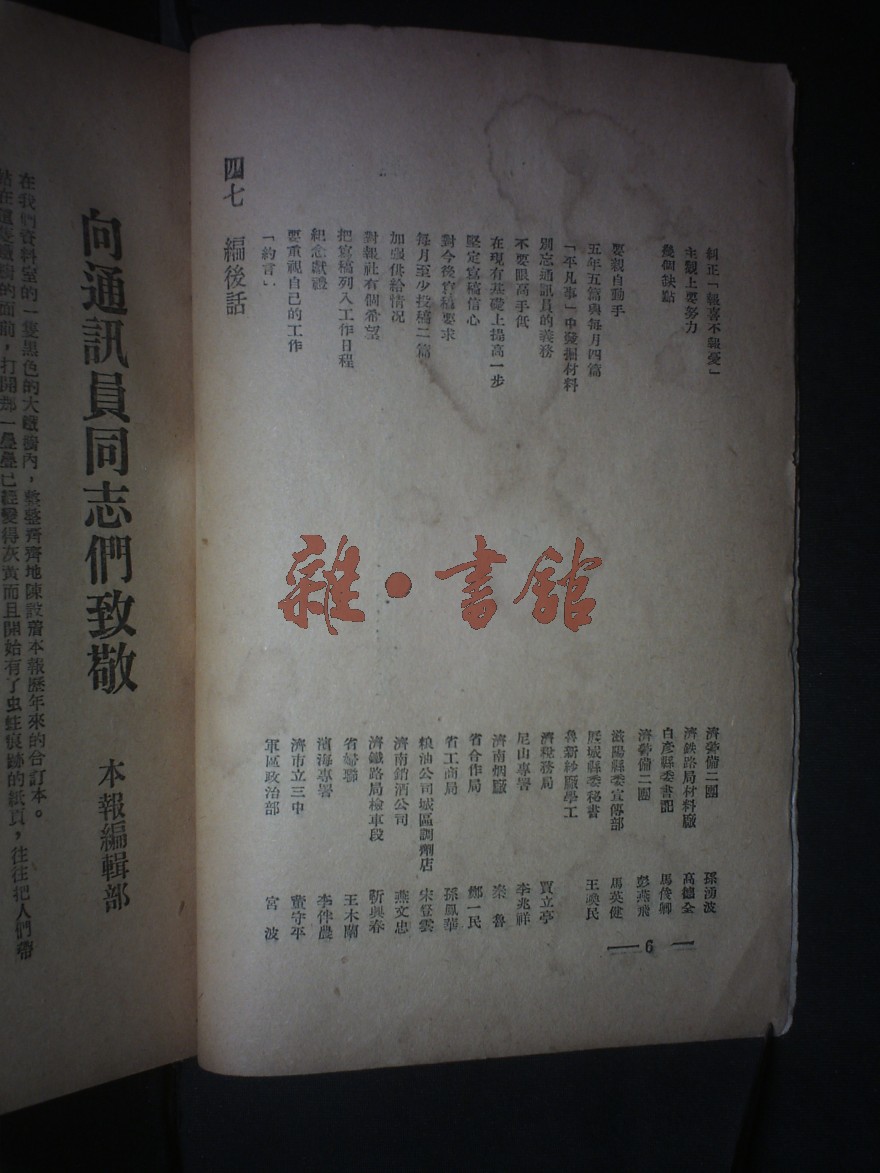 糾正「報喜不報憂」 濟警備二團 孫湧波
主觀上要努力 濟鐵路局材料廠 高德全
幾個缺點 白彥縣委書記 馬俊卿
濟警備二團 彭燕飛
要親自動手 滋陽縣委宣傳部 馬英健
五年五篇與每月四篇 縣委秘書 王奐民
「平凡事」中發掘材料 魯新紗廠學工
別忘通訊員的義務 濟稅務局 賈立亭
不要眼高手低 尼山專署 李兆祥
在現有基礎上提高一步 濟南烟廠 秦 魯
堅定寫稿信心 省合作局 一民
對今後寫稿要求 省工商局 孫鳳華
每月至少投稿二篇 粮油公司城區調劑店 宋登雲
加强供給情况 濟南銷酒公司 燕文忠
對報社有個希望 濟鐵路局檢車段 靳興春
把寫稿列入工作日程 省婦聯 王木蘭
紀念獻禮 濱海專署 李伴農
要重視自己的工作 濟市立三中 董守平
「約言」 軍區政治部 宮 波
四七 編後話
— 6 —
雜·書館
向通訊員同志們致敬 本報編輯部
在我們資料室的一隻黑色的大鐵櫥內，整整齊齊地陳設着本報歷年來的合訂本。
站在這隻鐵櫥的面前，打開那一疊疊已經變得灰黃而且開始有了虫蛀痕跡的紙頁，往往把人們帶